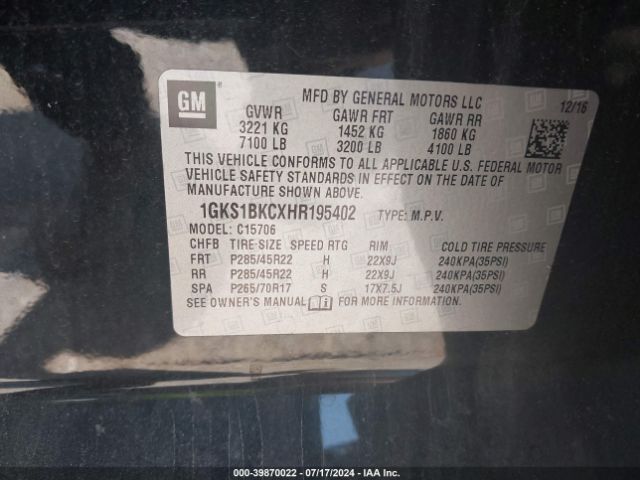 GM
MFD BY GENERAL MOTORS LLC
12/16
GVWR GAWR FRT GAWR RR
3221 KG 1452 KG 1860 KG
7100 LB 3200 LB 4100 LB
THIS VEHICLE CONFORMS TO ALL APPLICABLE U.S. FEDERAL MOTOR
VEHICLE SAFETY STANDARDS IN EFFECT ON THE DATE OF
MANUFACTURE SHOWN ABOVE.
1GKS1BKCXHR195402 TYPE: M.P.V.
MODEL: C15706
CHFB TIRE-SIZE SPEED RTG RIM COLD TIRE PRESSURE
FRT P285/45R22 H 22X9J 240KPA(35PSI)
RR P285/45R22 H 22X9J 240KPA(35PSI)
SPA P265/70R17 S 17X7.5J 240KPA(35PSI)
SEE OWNER'S MANUAL FOR MORE INFORMATION.
000-39870022 - 07/17/2024 - IAA Inc.